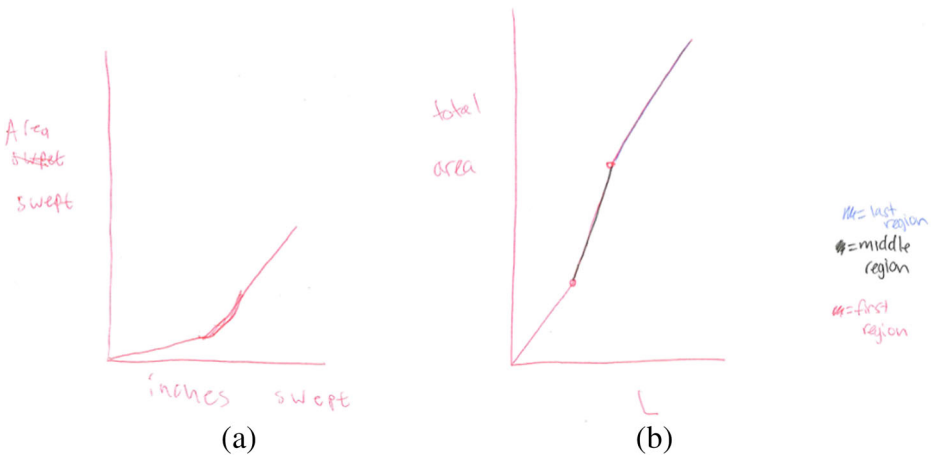 Area
swept
swept
inches swept
(a)
total
area
L
(b)
= last
region
= middle
region
= first
region